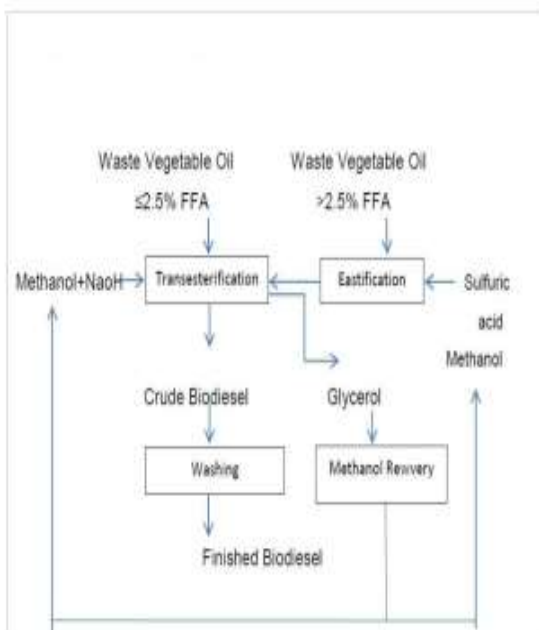 Waste Vegetable Oil
≤2.5% FFA
Waste Vegetable Oil
>2.5% FFA
Methanol+NaoH
Transesterification
Eastification
Sulfuric
acid
Methanol
Crude Biodiesel
Glycerol
Washing
Methanol Rewvery
Finished Biodiesel